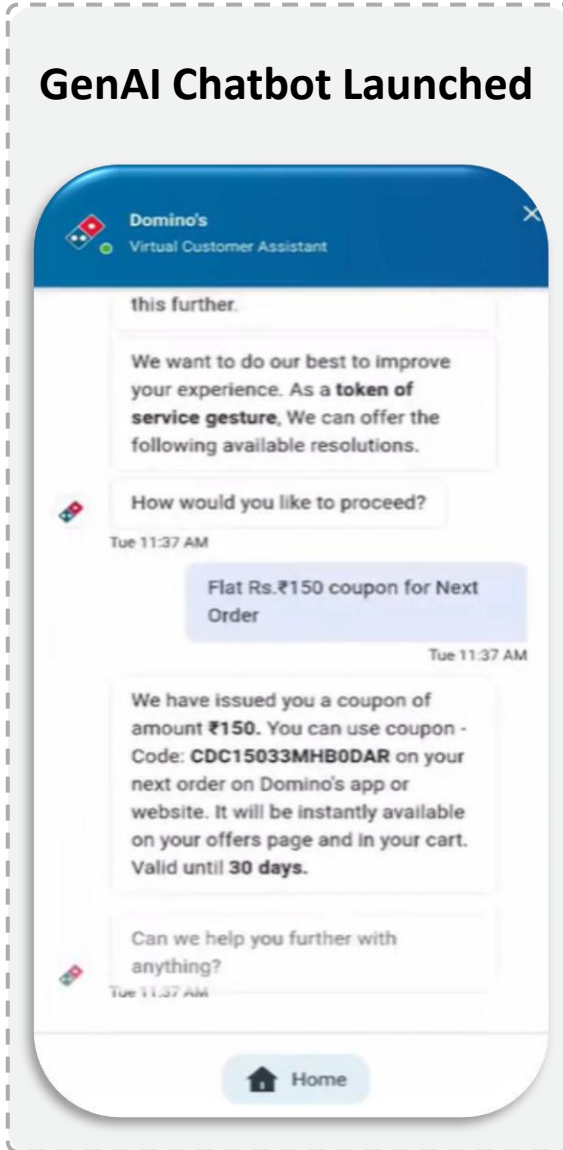 GenAI Chatbot Launched
Domino's
Virtual Customer Assistant
this further.
We want to do our best to improve
your experience. As a token of
service gesture, We can offer the
following available resolutions.
How would you like to proceed?
Tue 11:37 AM
Flat Rs.₹150 coupon for Next
Order
Tue 11:37 AM
We have issued you a coupon of
amount ₹150. You can use coupon -
Code: CDC15033MHB0DAR on your
next order on Domino's app or
website. It will be instantly available
on your offers page and in your cart.
Valid until 30 days.
Can we help you further with
anything?
Tue 11:37 AM
Home